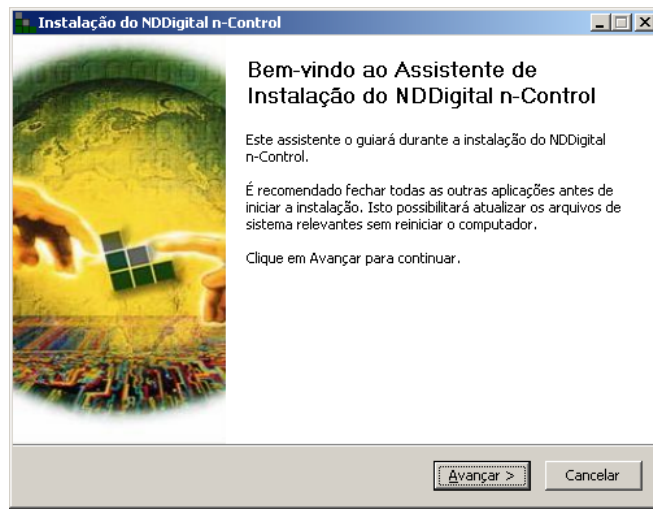 Instalação do NDDigital n-Control
Bem-vindo ao Assistente de
Instalação do NDDigital n-Control
Este assistente o guiará durante a instalação do NDDigital
n-Control.
É recomendado fechar todas as outras aplicações antes de
iniciar a instalação. Isto possibilitará atualizar os arquivos de
sistema relevantes sem reiniciar o computador.
Clique em Avançar para continuar.
Avançar >
Cancelar